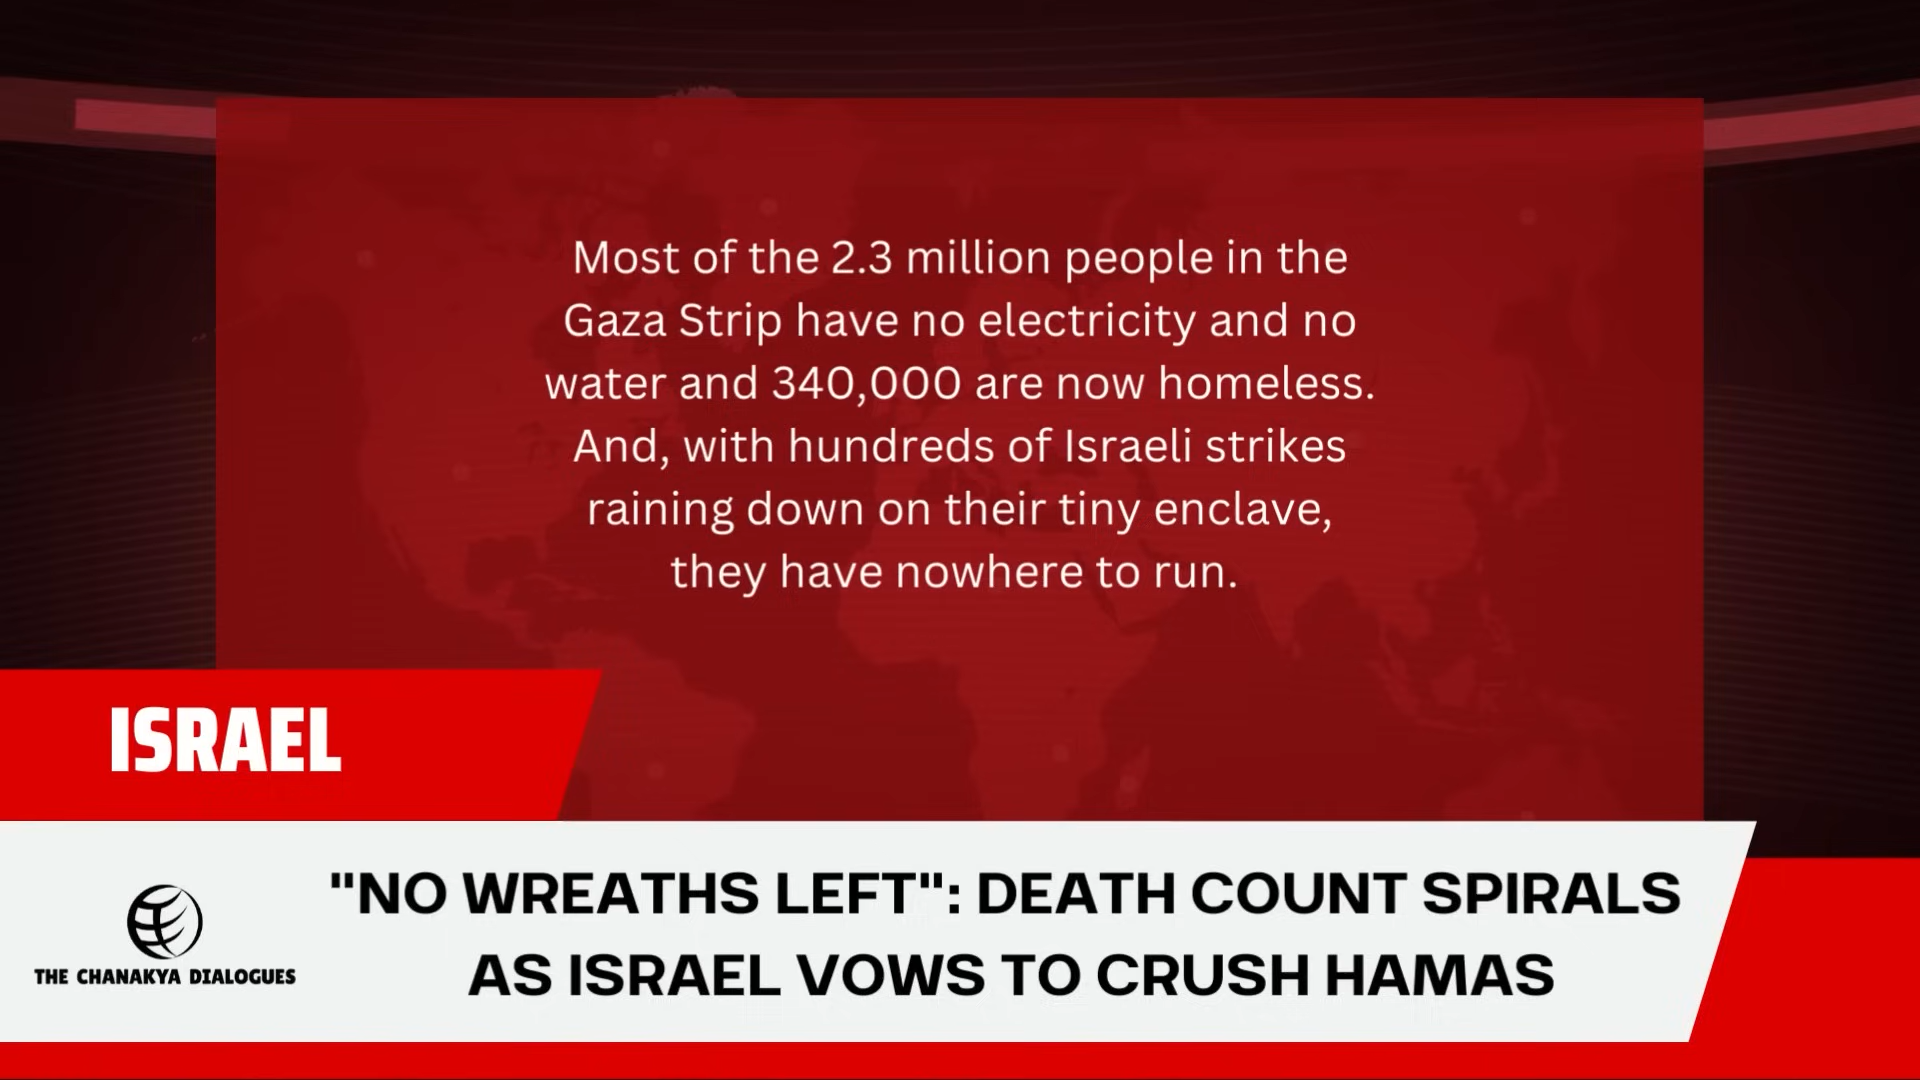 Most of the 2.3 million people in the
Gaza Strip have no electricity and no
water and 340,000 are now homeless.
And, with hundreds of Israeli strikes
raining down on their tiny enclave,
they have nowhere to run.
ISRAEL
THE CHANAKYA DIALOGUES
"NO WREATHS LEFT": DEATH COUNT SPIRALS
AS ISRAEL VOWS TO CRUSH HAMAS